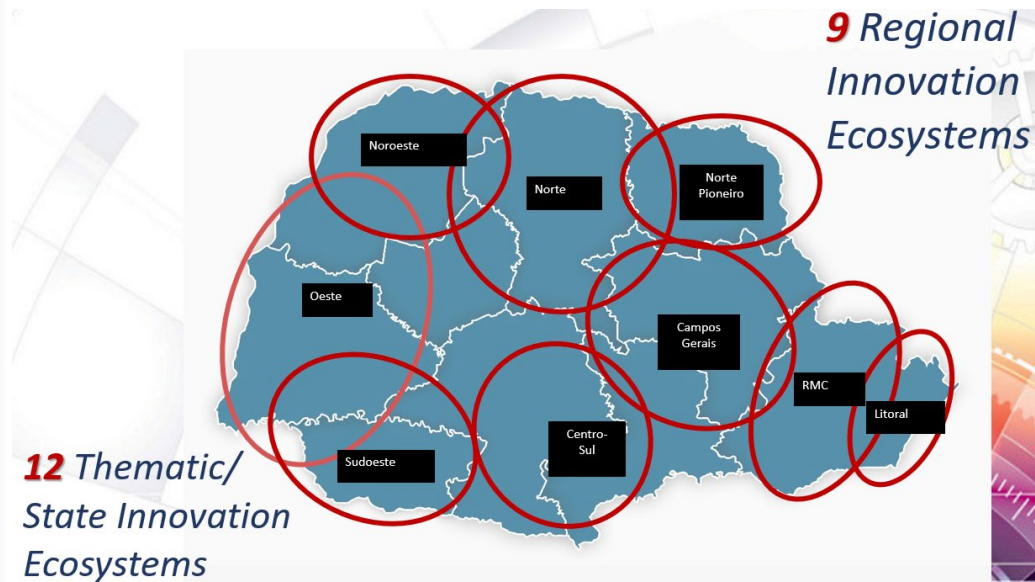 9 Regional
Innovation
Ecosystems
Noroeste
Norte
Norte
Pioneiro
Oeste
Campos
Gerais
RMC
Litoral
Centro-
Sul
Sudoeste
12 Thematic/
State Innovation
Ecosystems